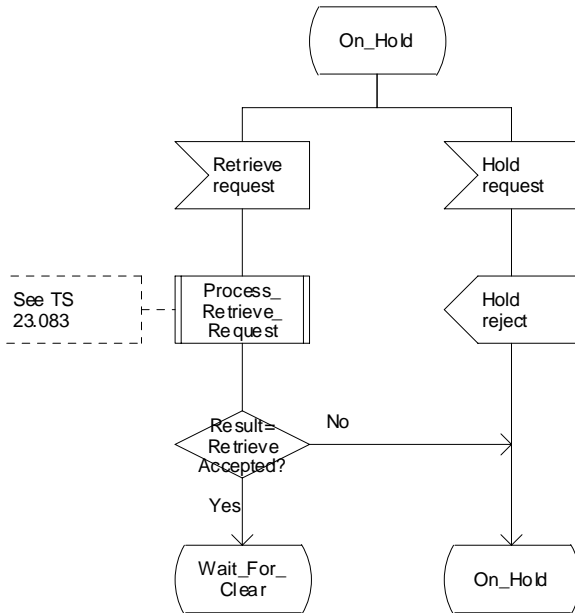 On_Hold
Retrieve
request
Hold
request
See TS
23.083
Process_
Retrieve_
Request
Hold
reject
Result=
Retrieve
Accepted?
No
Yes
Wait_For_
Clear
On_Hold